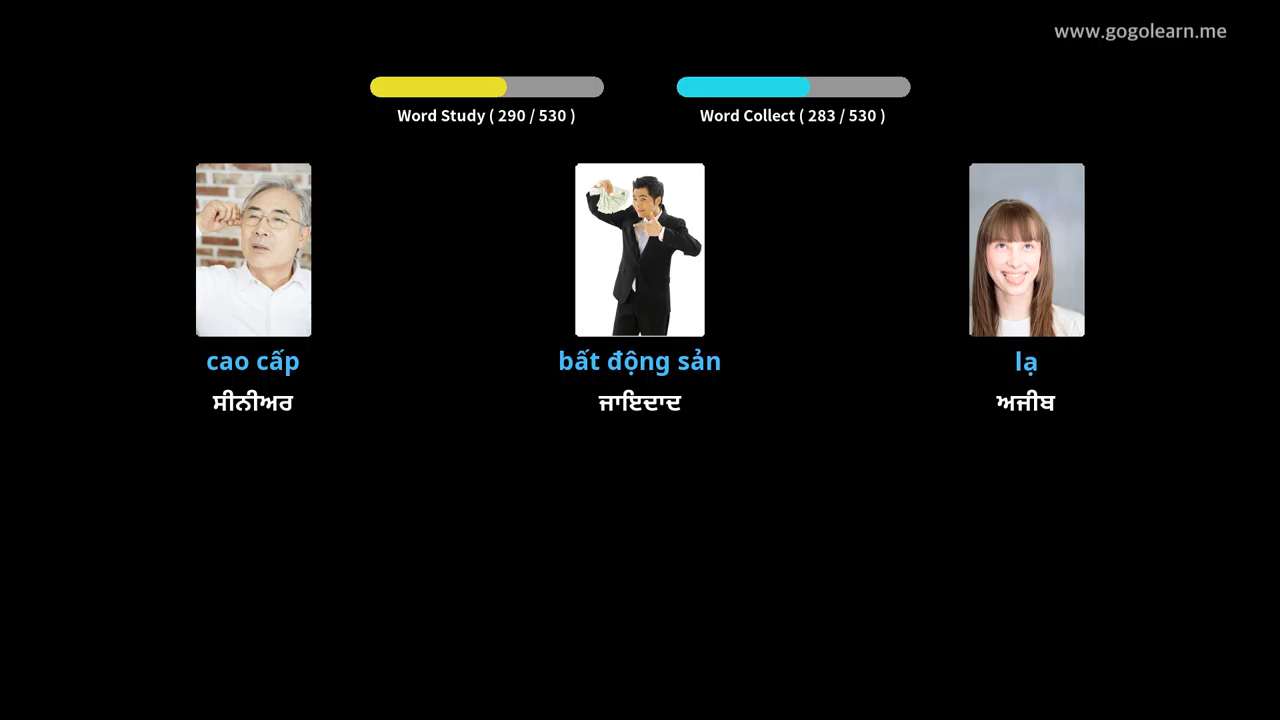 www.gogolearn.me
Word Study ( 290 / 530 )
Word Collect ( 283 / 530 )
cao cấp
bất động sản
lạ
ਸੀਨੀਅਰ
ਜਾਇਦਾਦ
ਅਜੀਬ